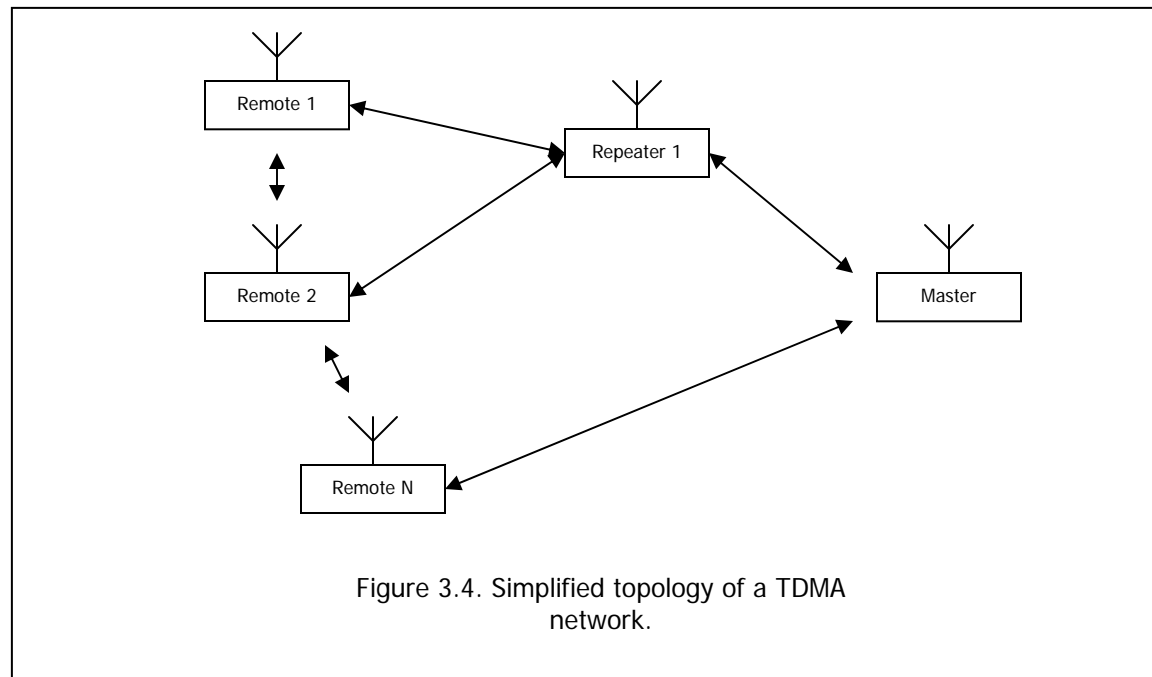 Remote 1
Repeater 1
Remote 2
Master
Remote N
Figure 3.4. Simplified topology of a TDMA
network.